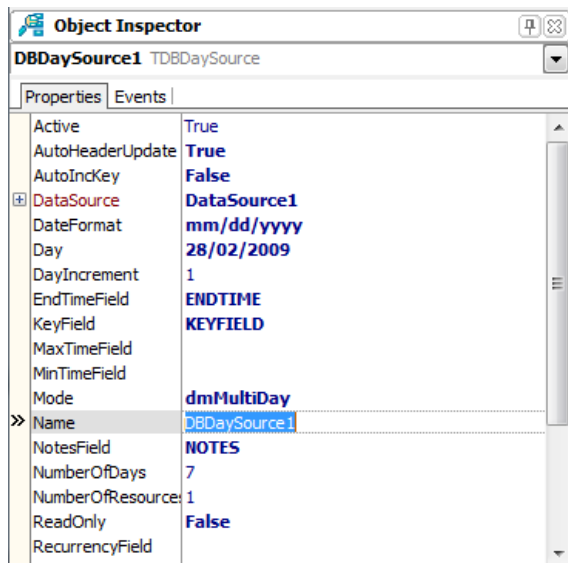 Object Inspector
DBDaySource1 TDBDaySource
Properties Events
Active True
AutoHeaderUpdate True
AutoIncKey False
DataSource DataSource1
DateFormat mm/dd/yyyy
Day 28/02/2009
DayIncrement 1
EndTimeField ENDTIME
KeyField KEYFIELD
MaxTimeField
MinTimeField
Mode dmMultiDay
Name DBDaySource1
NotesField NOTES
NumberOfDays 7
NumberOfResources 1
ReadOnly False
RecurrencyField